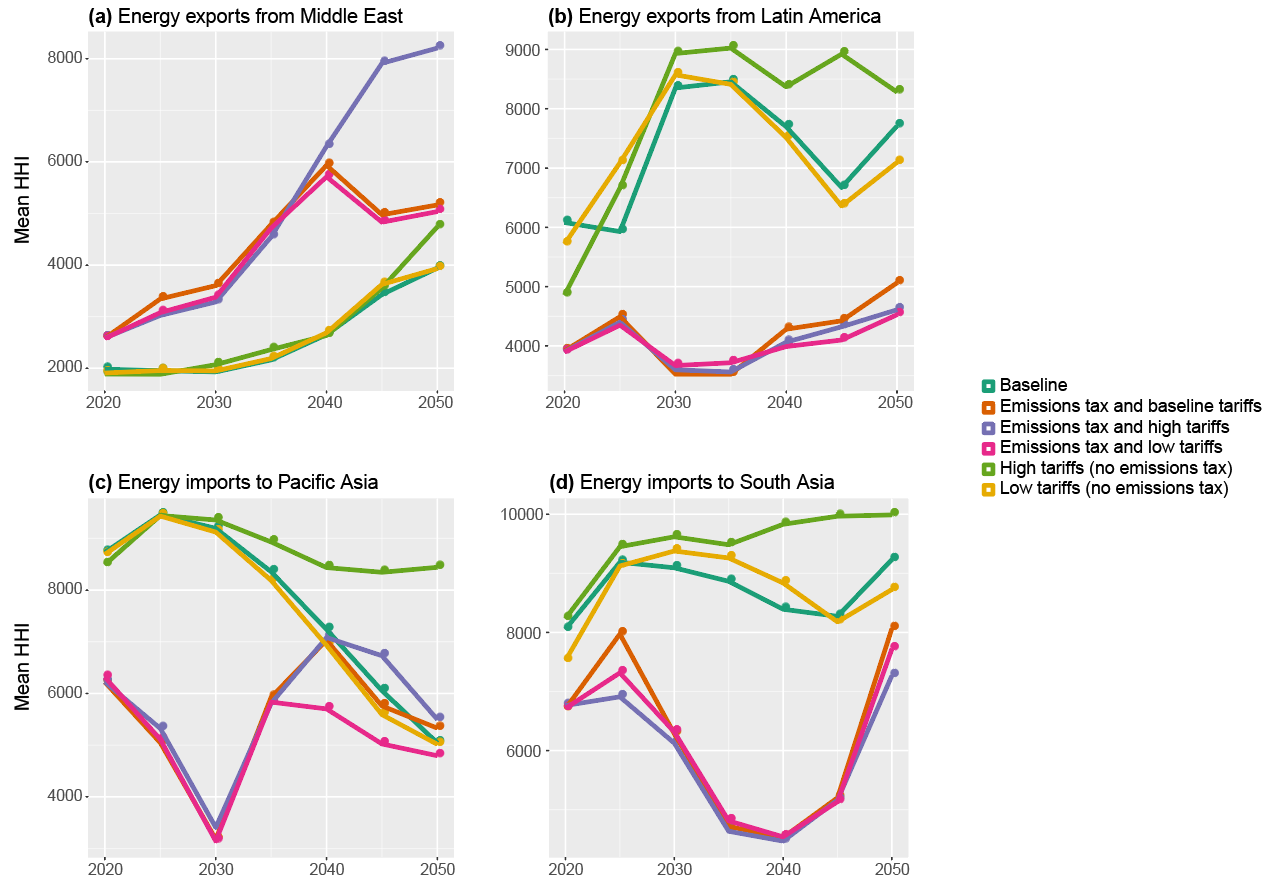 (a) Energy exports from Middle East
(b) Energy exports from Latin America
Mean HHI
8000
6000
4000
2000
2020 2030 2040 2050
9000
8000
7000
6000
5000
4000
2020 2030 2040 2050
Baseline
Emissions tax and baseline tariffs
Emissions tax and high tariffs
Emissions tax and low tariffs
High tariffs (no emissions tax)
Low tariffs (no emissions tax)
(c) Energy imports to Pacific Asia
(d) Energy imports to South Asia
Mean HHI
8000
6000
4000
2020 2030 2040 2050
10000
8000
6000
2020 2030 2040 2050